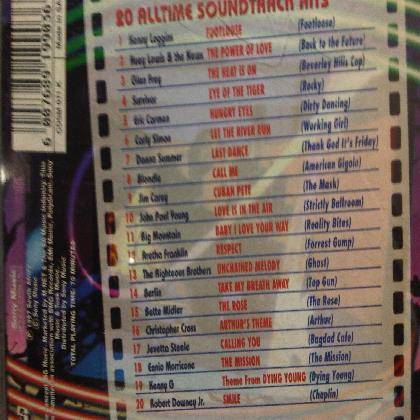 20 ALLTIME SOUNDTRACK HITS
1 Kenny Loggins FOOTLOOSE (Footloose)
2 Huey Lewis & the News THE POWER OF LOVE (Back to the Future)
3 Glen Frey THE HEAT IS ON (Beverley Hills Cop)
4 Survivor EYE OF THE TIGER (Rocky)
5 Eric Carmen HUNGRY EYES (Dirty Dancing)
6 Carly Simon LET THE RIVER RUN (Working Girl)
7 Donna Summer LAST DANCE (Thank God It's Friday)
8 Blondie CALL ME (American Gigolo)
9 Jim Carey CUBAN PETE (The Mask)
10 John Paul Young LOVE IS IN THE AIR (Strictly Ballroom)
11 Big Mountain BABY I LOVE YOUR WAY (Reality Bites)
12 Aretha Franklin RESPECT (Forrest Gump)
13 The Righteous Brothers UNCHAINED MELODY (Ghost)
14 Berlin TAKE MY BREATH AWAY (Top Gun)
15 Bette Midler THE ROSE (The Rose)
16 Christopher Cross ARTHUR'S THEME (Arthur)
17 Jevetta Steele CALLING YOU (Bagdad Cafe)
18 Ennio Morricone THE MISSION (The Mission)
19 Kenny G Theme From DYING YOUNG (Dying Young)
20 Robert Downey Jr. SMILE (Chaplin)
Made in
Sony Music
(C) Sony Music
Distributed by Sony Music
TOTAL PLAYING TIME: 70 MINUTES